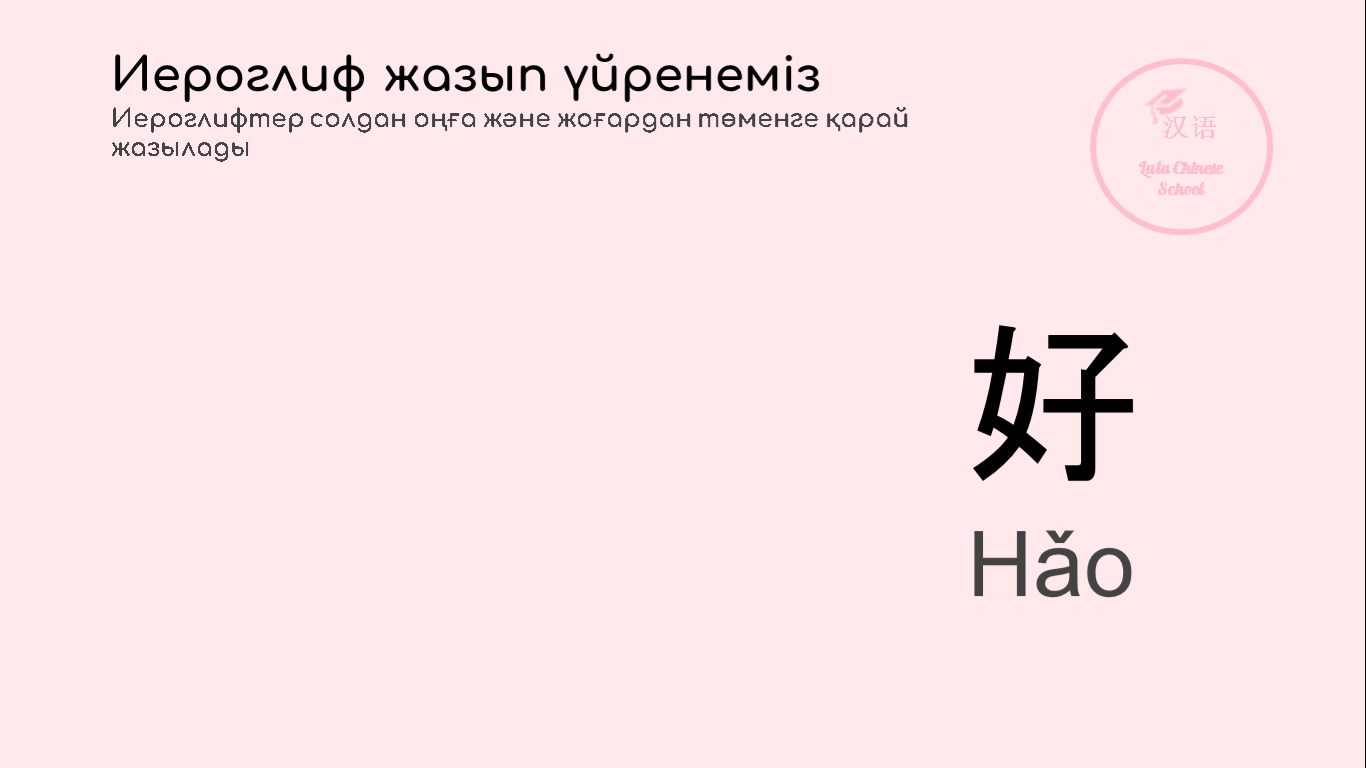 Иероглиф жазып үйренеміз
Иероглифтер солдан оңға және жоғардан төменге қарай
жазылады
汉语
Lulu Chinese
School
好
Hǎo